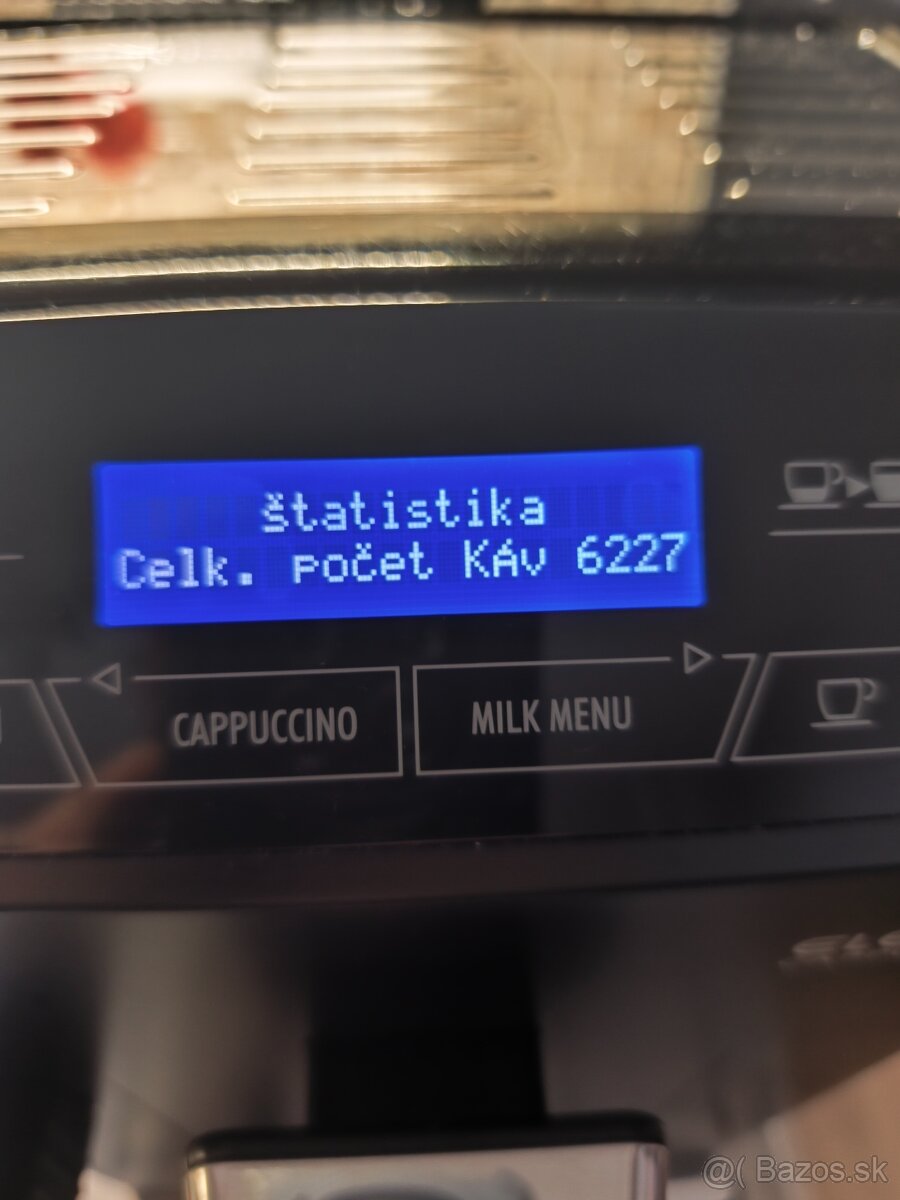 štatistika
Celk. počet KÁv 6227
CAPPUCCINO
MILK MENU
@( Bazos.sk